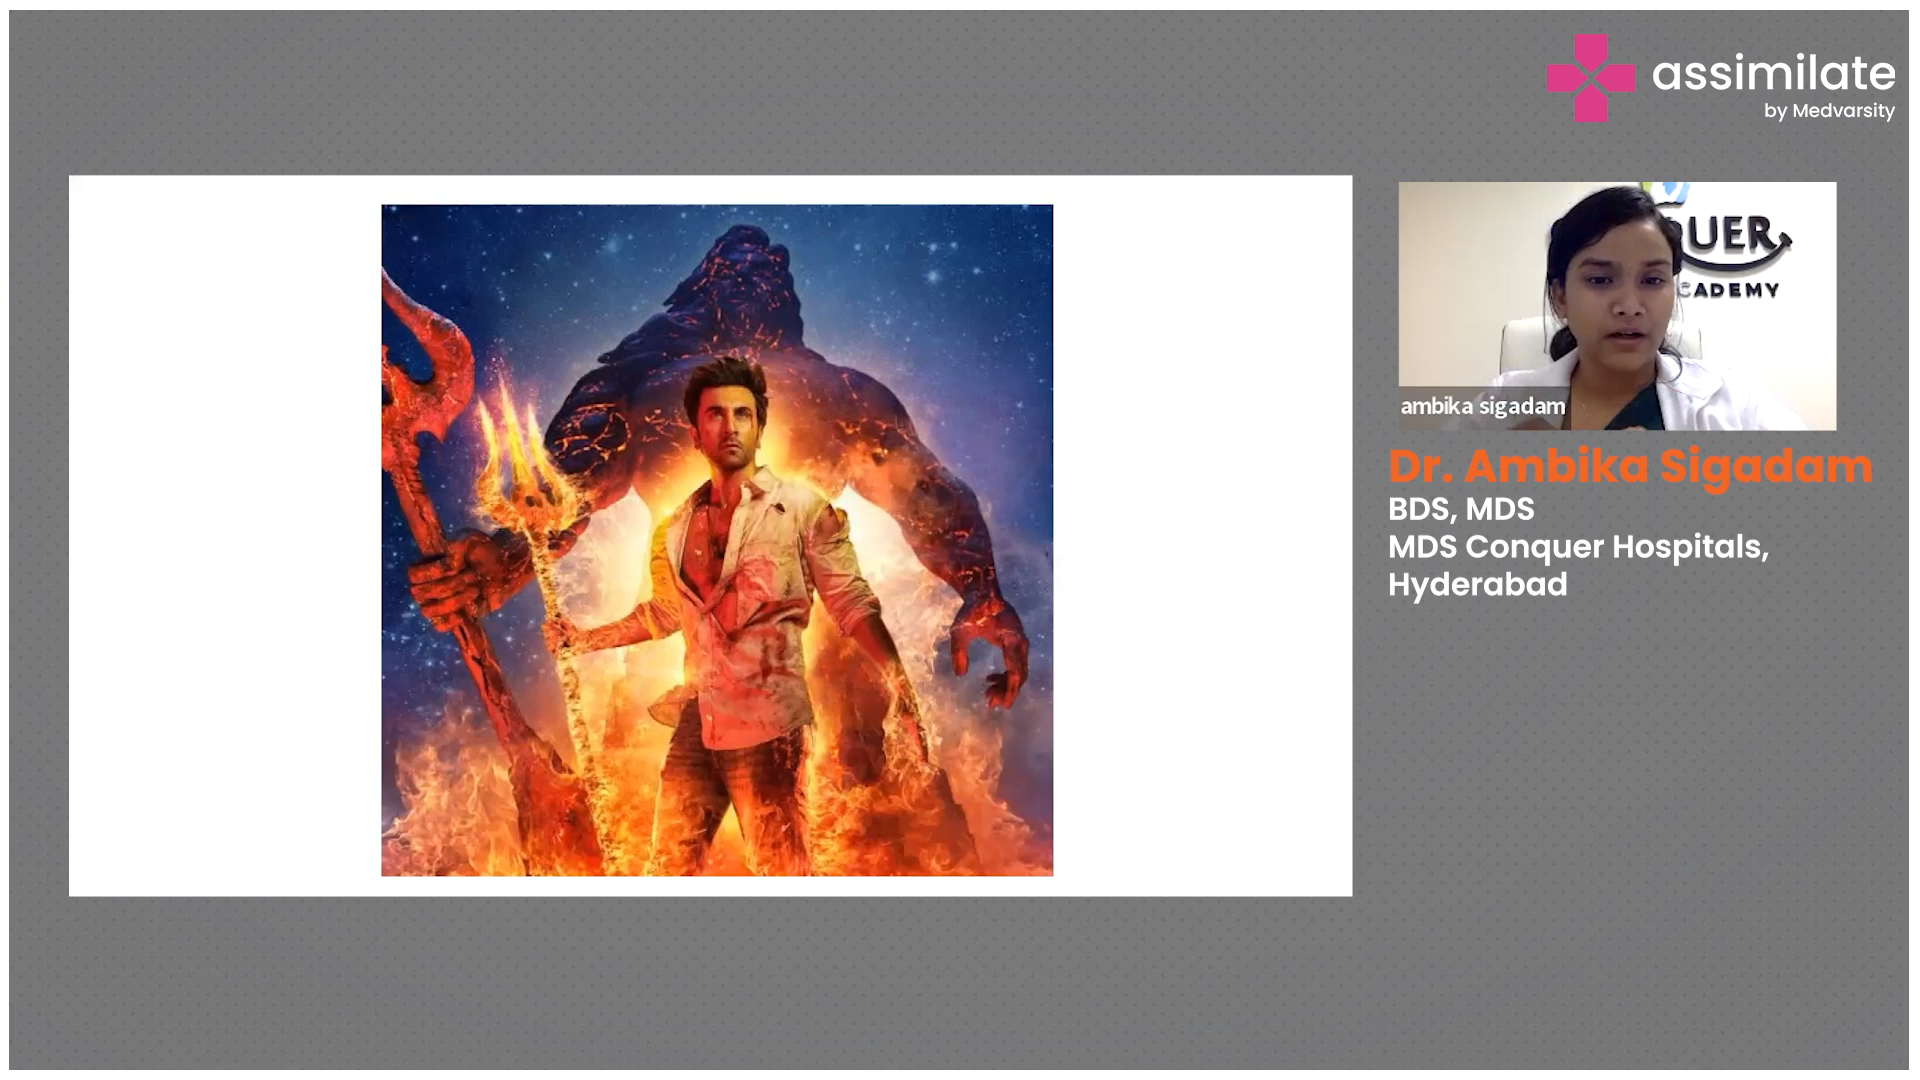 assimilate
by Medvarsity
UER
CADEMY
ambika sigadam
Dr. Ambika Sigadam
BDS, MDS
MDS Conquer Hospitals,
Hyderabad